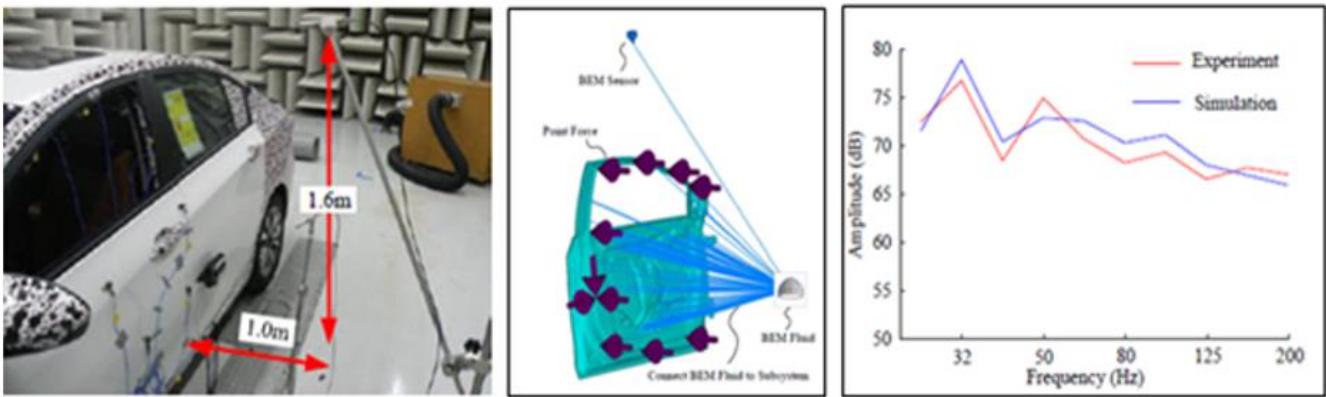 1.6m
1.0m
BEM Sensor
Point Force
BEM Fluid
Connect BEM Fluid to Subsystem
Experiment
Simulation
Amplitude (dB)
80
75
70
65
60
55
50
32
50
80
125
200
Frequency (Hz)